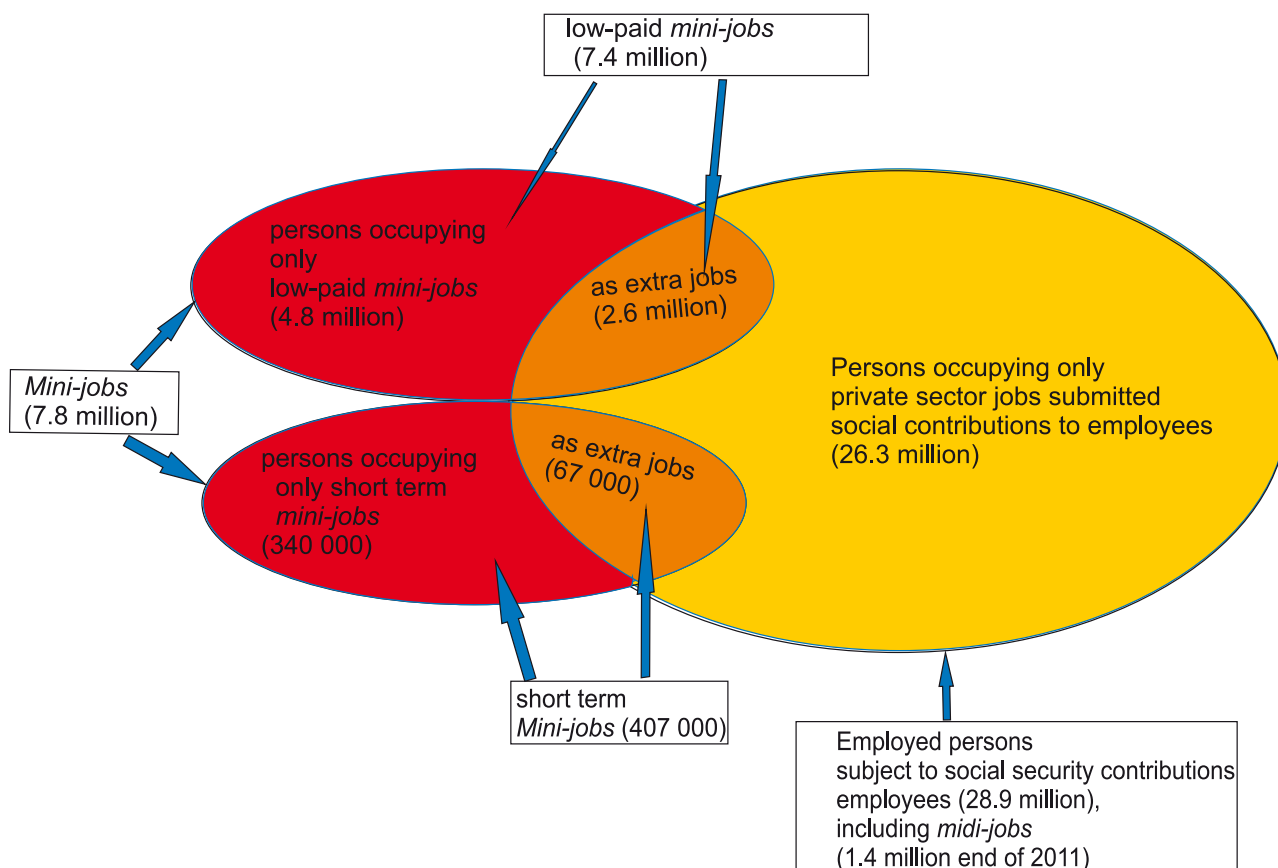 low-paid mini-jobs
(7.4 million)
persons occupying
only
low-paid mini-jobs
(4.8 million)
as extra jobs
(2.6 million)
Mini-jobs
(7.8 million)
Persons occupying only
private sector jobs submitted
social contributions to employees
(26.3 million)
persons occupying
only short term
mini-jobs
(340 000)
as extra jobs
(67 000)
short term
Mini-jobs (407 000)
Employed persons
subject to social security contributions
employees (28.9 million),
including midi-jobs
(1.4 million end of 2011)